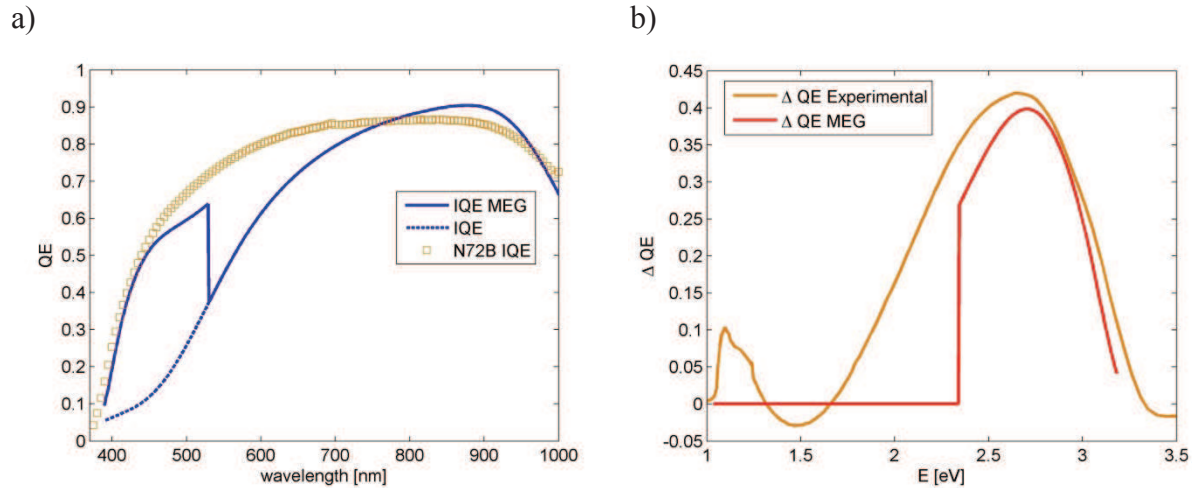 a)
b)
QE
1
0.9
0.8
0.7
0.6
0.5
0.4
0.3
0.2
0.1
0
400 500 600 700 800 900 1000
wavelength [nm]
IQE MEG
IQE
N72B IQE
Δ QE
0.45
0.4
0.35
0.3
0.25
0.2
0.15
0.1
0.05
0
-0.05
1 1.5 2 2.5 3 3.5
E [eV]
Δ QE Experimental
Δ QE MEG